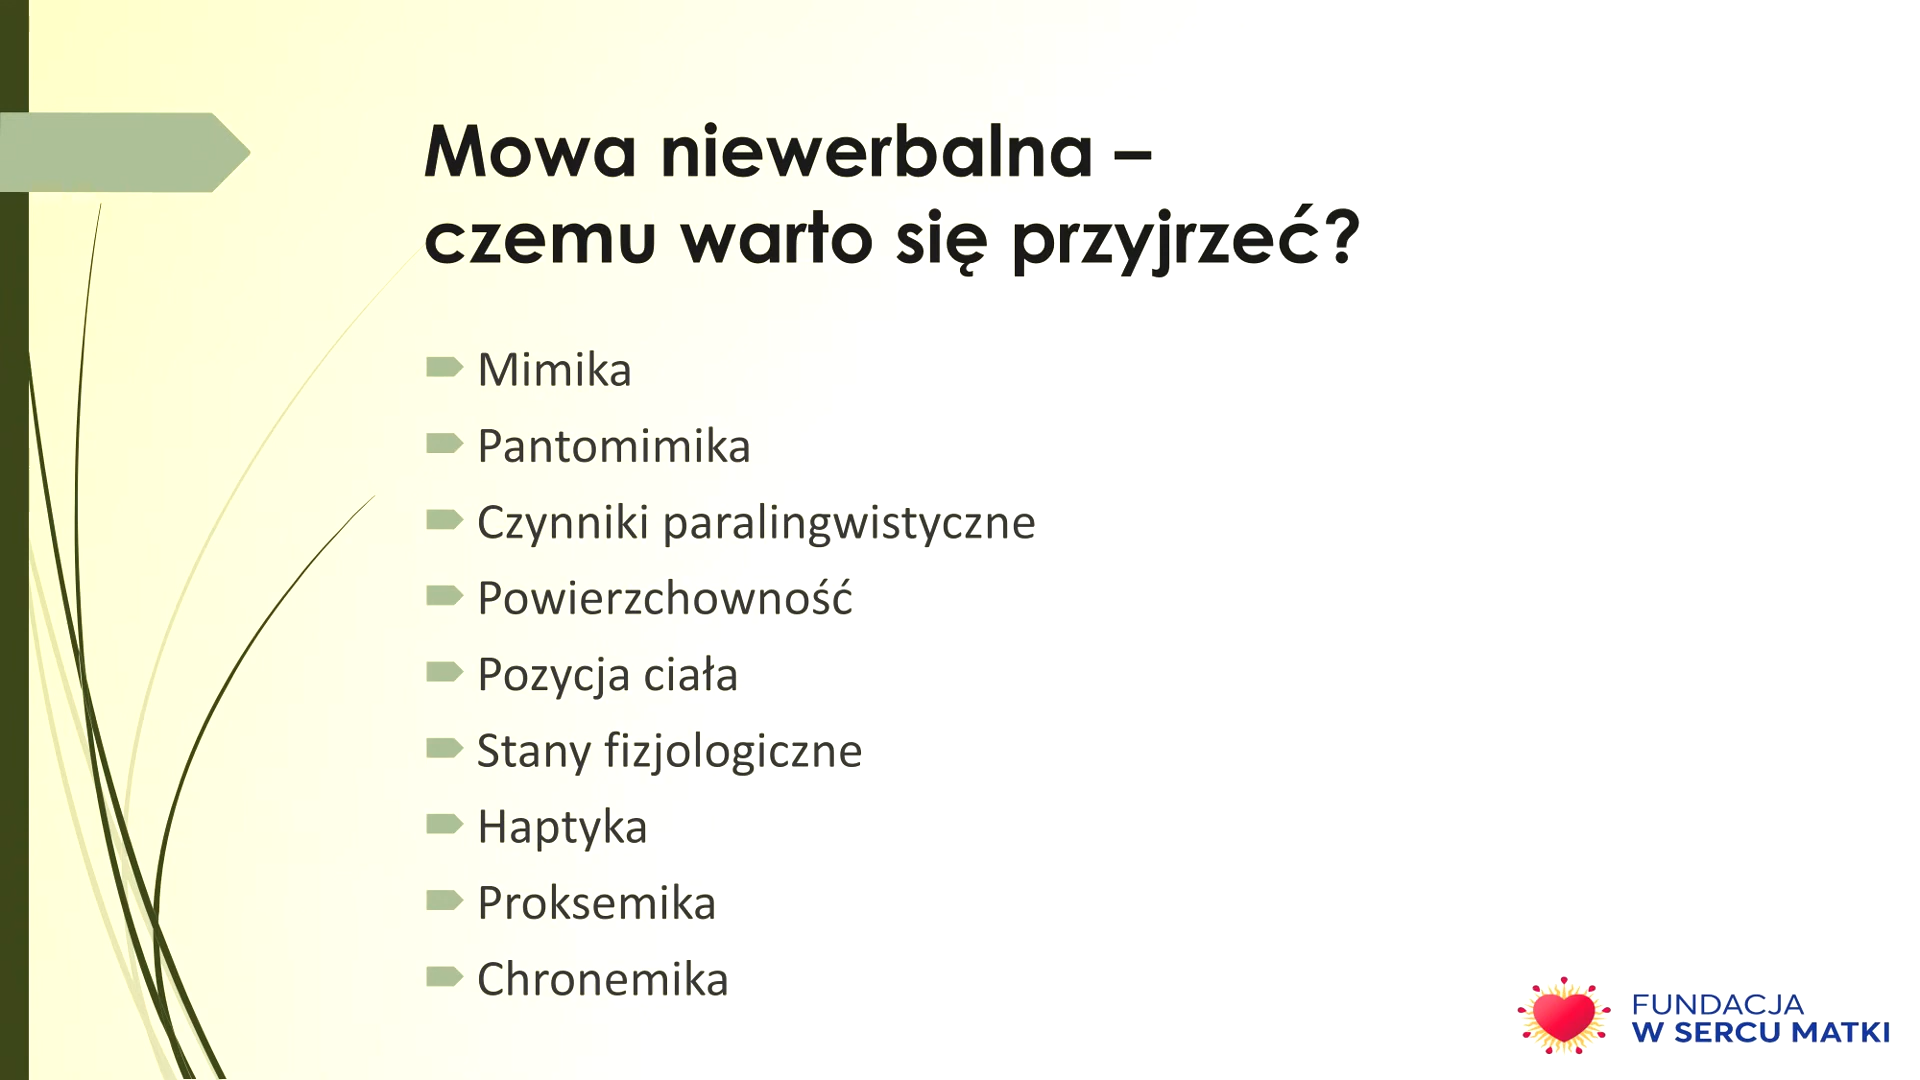 Mowa niewerbalna –
czemu warto się przyjrzeć?
Mimika
Pantomimika
Czynniki paralingwistyczne
Powierzchowność
Pozycja ciała
Stany fizjologiczne
Haptyka
Proksemika
Chronemika
FUNDACJA
W SERCU MATKI